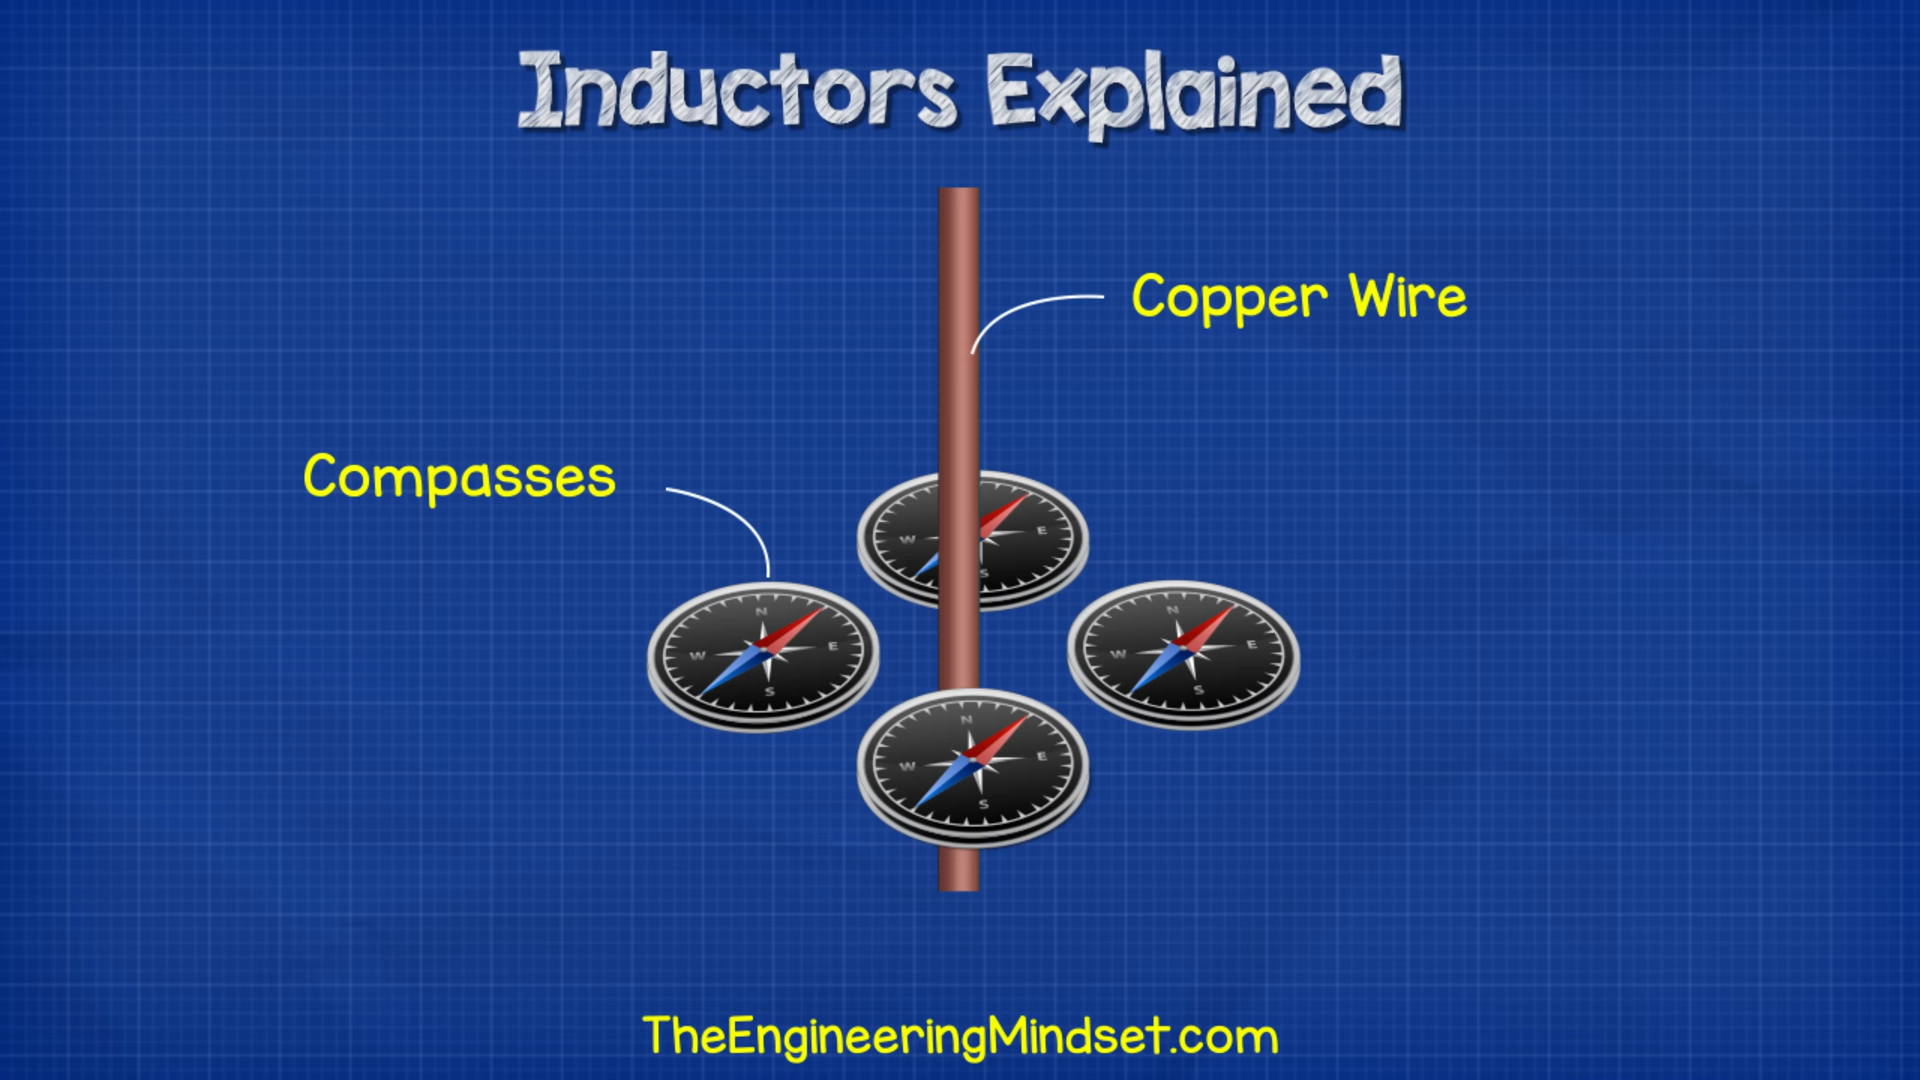 Inductors Explained
Copper Wire
Compasses
W E
S
N
W E
S
N
W E
S
N
W E
S
TheEngineeringMindset.com